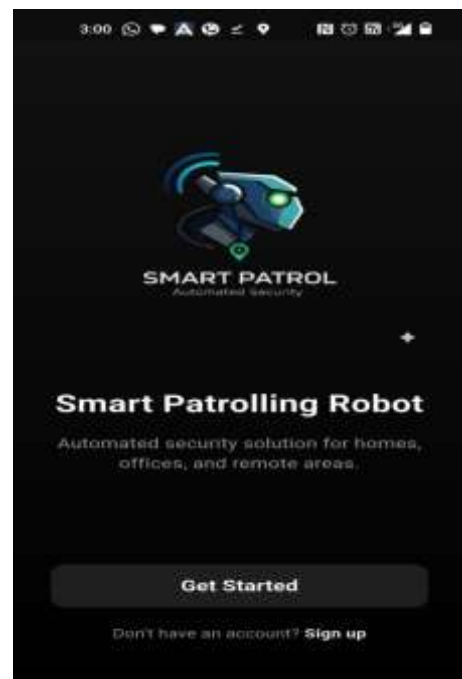 3:00
SMART PATROL
Automated Security
Smart Patrolling Robot
Automated security solution for homes,
offices, and remote areas.
Get Started
Don't have an account? Sign up